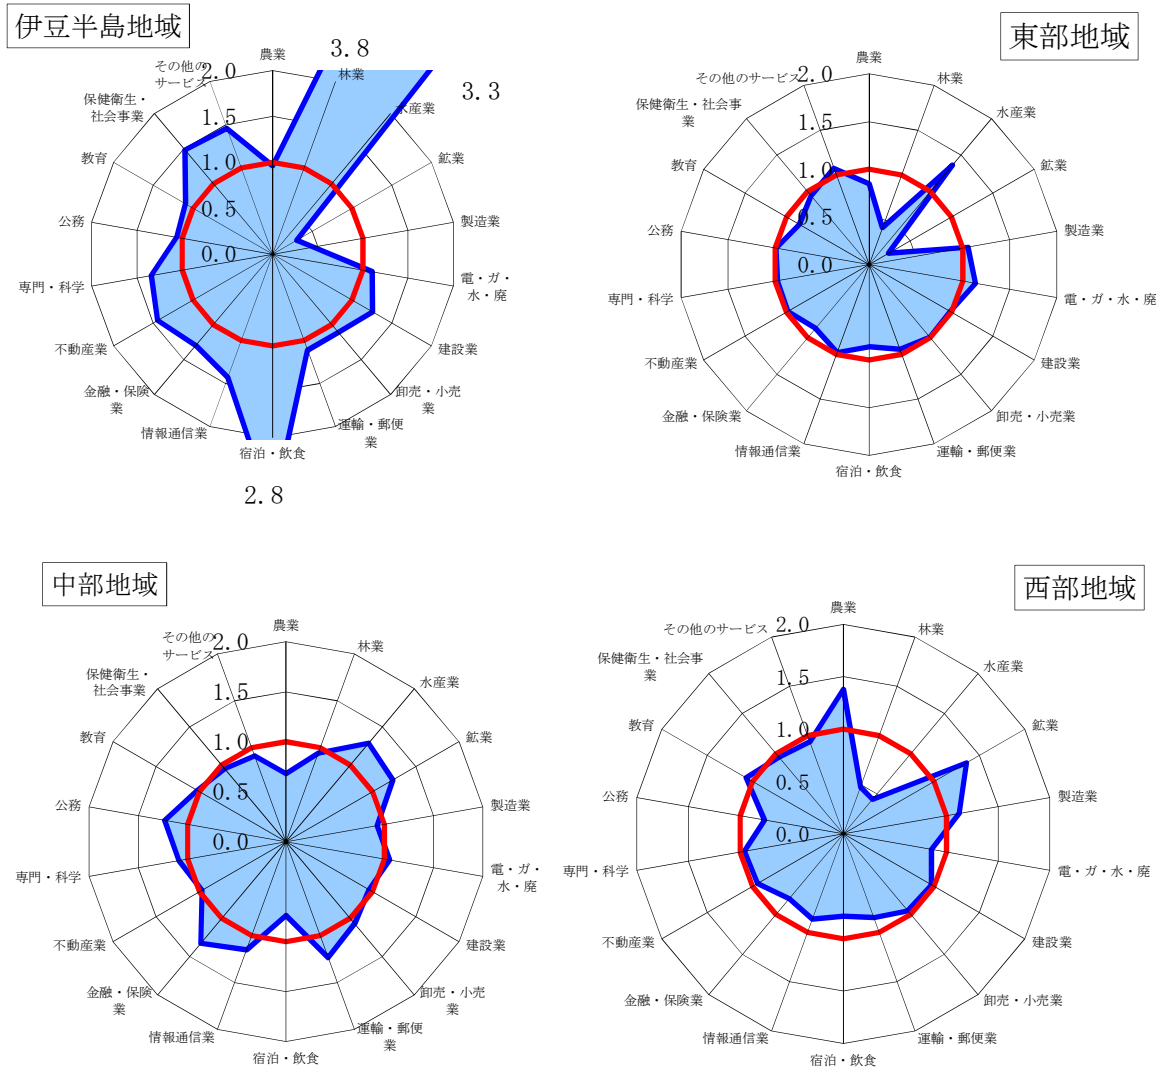 伊豆半島地域
3.8
3.3
農業
林業
水産業
鉱業
製造業
電・ガ・
水・廃
建設業
卸売・小売
業
運輸・郵便
業
宿泊・飲食
2.8
情報通信業
金融・保険
業
不動産業
専門・科学
公務
教育
保健衛生・
社会事業
その他の
サービス
2.0
1.5
1.0
0.5
0.0
東部地域
農業
林業
水産業
鉱業
製造業
電・ガ・水・廃
建設業
卸売・小売業
運輸・郵便業
宿泊・飲食
情報通信業
金融・保険業
不動産業
専門・科学
公務
教育
保健衛生・社会事
業
その他のサービス
2.0
1.5
1.0
0.5
0.0
中部地域
農業
林業
水産業
鉱業
製造業
電・ガ・
水・廃
建設業
卸売・小売
業
運輸・郵便
業
宿泊・飲食
情報通信業
金融・保険
業
不動産業
専門・科学
公務
教育
保健衛生・
社会事業
その他の
サービス
2.0
1.5
1.0
0.5
0.0
西部地域
農業
林業
水産業
鉱業
製造業
電・ガ・水・廃
建設業
卸売・小売業
運輸・郵便業
宿泊・飲食
情報通信業
金融・保険業
不動産業
専門・科学
公務
教育
保健衛生・社会事
業
その他のサービス
2.0
1.5
1.0
0.5
0.0